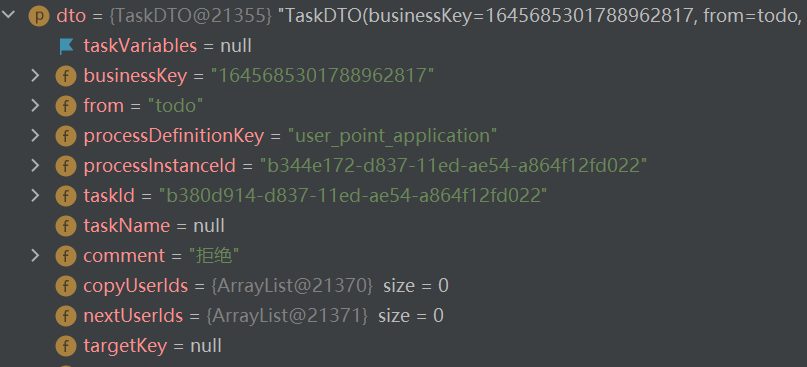 dto = {TaskDTO@21355} "TaskDTO(businessKey=1645685301788962817, from=todo,
taskVariables = null
businessKey = "1645685301788962817"
from = "todo"
processDefinitionKey = "user_point_application"
processInstanceId = "b344e172-d837-11ed-ae54-a864f12fd022"
taskId = "b380d914-d837-11ed-ae54-a864f12fd022"
taskName = null
comment = "拒绝"
copyUserIds = {ArrayList@21370} size = 0
nextUserIds = {ArrayList@21371} size = 0
targetKey = null